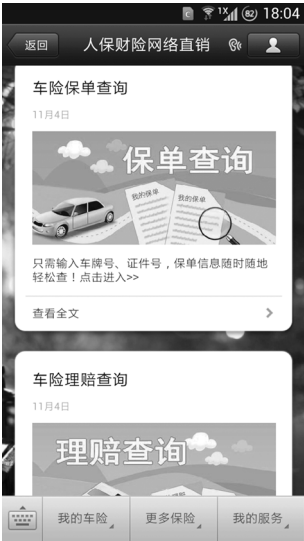 1X 82 18:04
返回 人保财险网络直销
车险保单查询
11月4日
保单查询
我的保单 我的保单
只需输入车牌号、证件号，保单信息随时随地
轻松查！点击进入>>
查看全文
车险理赔查询
11月4日
理赔查询
我的车险 更多保险 我的服务